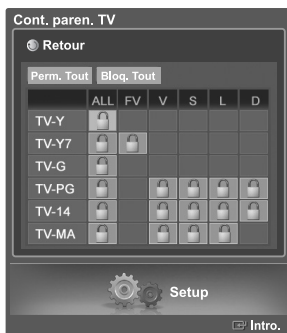 Cont. paren. TV
Retour
Perm. Tout Bloq. Tout
ALL FV V S L D
TV-Y
TV-Y7
TV-G
TV-PG
TV-14
TV-MA
Setup
Intro.